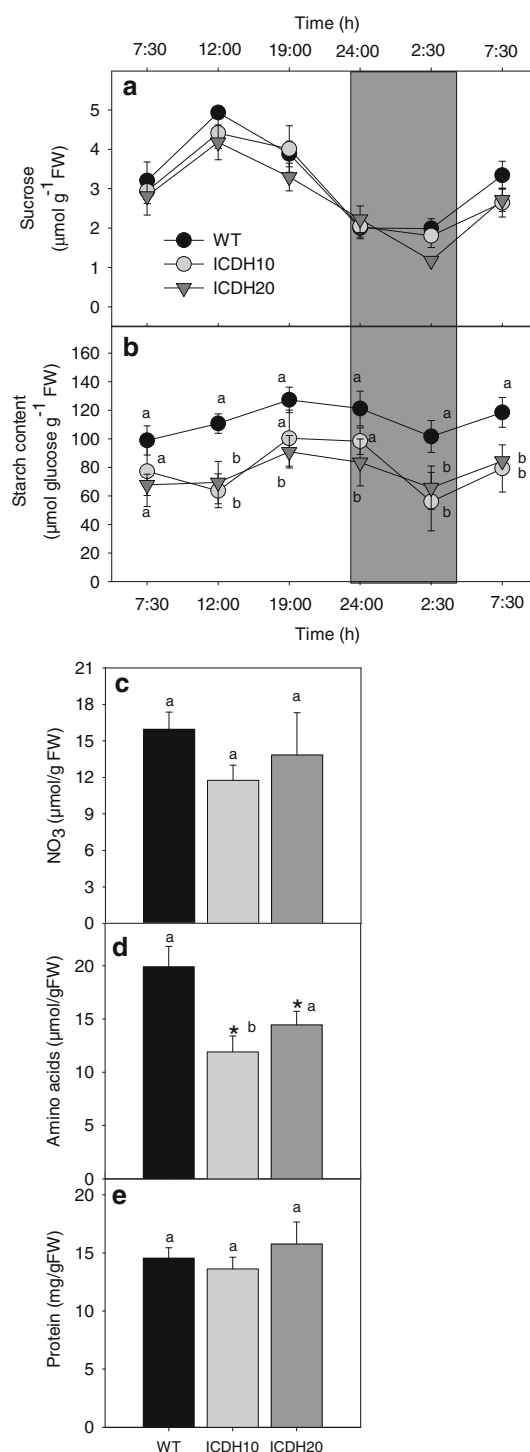 Time (h)
7:30 12:00 19:00 24:00 2:30 7:30
a
5
4
3
2
1
0
Sucrose
(µmol g⁻¹ FW)
WT
ICDH10
ICDH20
b
160
140
120
100
80
60
40
20
0
Starch content
(µmol glucose g⁻¹ FW)
a a a a a a
a b a a b b
a b b b b b
7:30 12:00 19:00 24:00 2:30 7:30
Time (h)
c
21
18
15
12
3
12
0
NO₃ (µmol/g FW)
a a a
d
20
15
10
5
0
Amino acids (µmol/gFW)
a * b * a
e
20
15
10
5
0
Protein (mg/gFW)
a a a
WT ICDH10 ICDH20